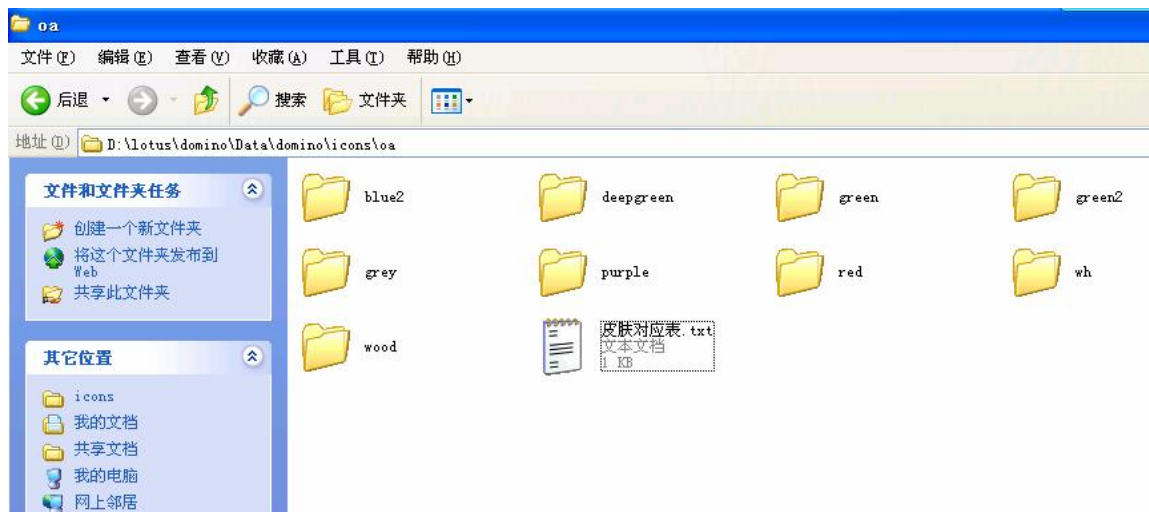 oa
文件(F) 编辑(E) 查看(V) 收藏(A) 工具(T) 帮助(H)
后退 搜索 文件夹
地址(D) D:\lotus\domino\Data\domino\icons\oa
文件和文件夹任务
创建一个新文件夹
将这个文件夹发布到
Web
共享此文件夹
其它位置
icons
我的文档
共享文档
我的电脑
网上邻居
blue2 deepgreen green green2
grey purple red wh
wood 皮肤对应表.txt
文本文档
1 KB